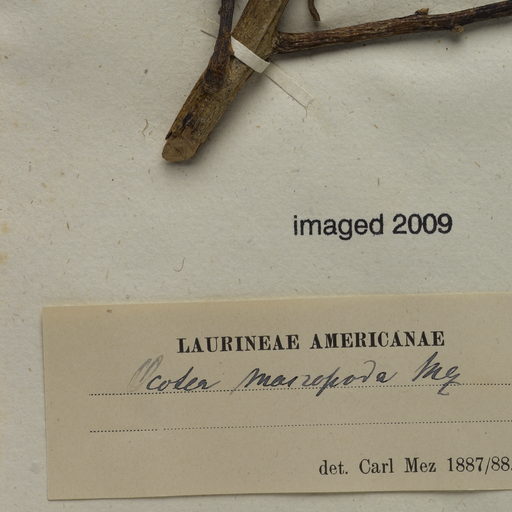 imaged 2009
LAURINEAE AMERICANAE
Ocotea macropoda Mez
det. Carl Mez 1887/88.